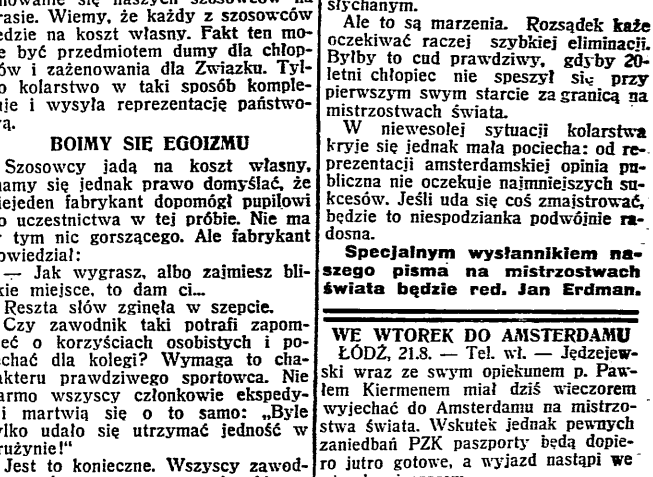 naszych szosowców na
trasie. Wiemy, że każdy z szosowców
jedzie na koszt własny. Fakt ten mo-
że być przedmiotem dumy dla chłop-
ców i zażenowania dla Zwiazku. Tyl-
ko kolarstwo w taki sposób komple-
tuje i wysyła reprezentację państwo-
wą.
BOIMY SIĘ EGOIZMU
Szosowcy jadą na koszt własny,
mamy się jednak prawo domyślać, że
niejeden fabrykant dopomógł pupilowi
do uczestnictwa w tej próbie. Nie ma
w tym nic gorszącego. Ale fabrykant
powiedział:
— Jak wygrasz, albo zajmiesz bli-
skie miejsce, to dam ci...
Reszta słów zginęła w szepcie.
Czy zawodnik taki potrafi zapom-
nieć o korzyściach osobistych i po-
jechać dla kolegi? Wymaga to cha-
rakteru prawdziwego sportowca. Nie
darmo wszyscy członkowie ekspedy-
cji martwią się o to samo: „Byle
tylko udało się utrzymać jedność w
drużynie!“
Jest to konieczne. Wszyscy zawod-
słychanym.
Ale to są marzenia. Rozsądek każe
oczekiwać raczej szybkiej eliminacji.
Byłby to cud prawdziwy, gdyby 20-
letni chłopiec nie speszył się przy
pierwszym swym starcie zagranicą na
mistrzostwach świata.
W niewesołej sytuacji kolarstwa
kryje się jednak mała pociecha: od re-
prezentacji amsterdamskiej opinia pu-
bliczna nie oczekuje najmniejszych su-
kcesów. Jeśli uda się coś zmajstrować,
będzie to niespodzianka podwójnie ra-
dosna.
Specjalnym wysłannikiem na-
szego pisma na mistrzostwach
świata będzie red. Jan Erdman.
WE WTOREK DO AMSTERDAMU
ŁÓDŹ, 21.8. — Tel. wł. — Jędzejew-
ski wraz ze swym opiekunem p. Paw-
łem Kiermenem miał dziś wieczorem
wyjechać do Amsterdamu na mistrzo-
stwa świata. Wskutek jednak pewnych
zaniedbań PZK paszporty będą dopie-
ro jutro gotowe, a wyjazd nastąpi we